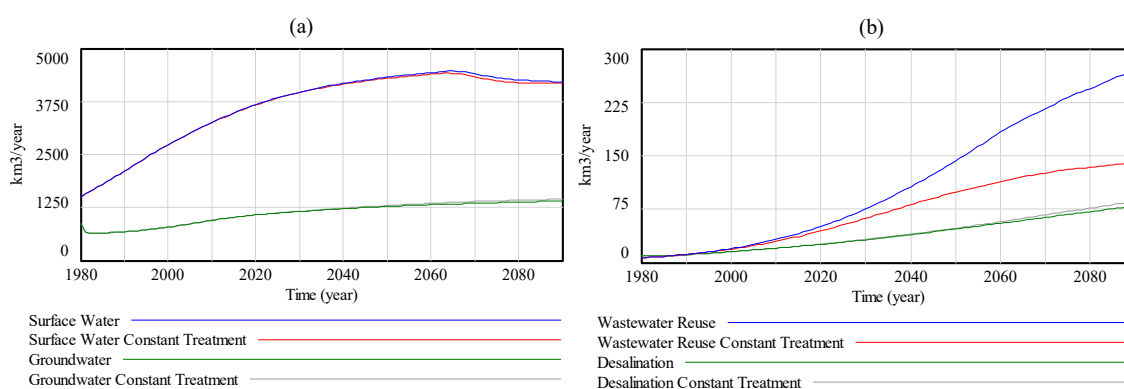 (a)
5000
3750
2500
1250
0
km3/year
1980 2000 2020 2040 2060 2080
Time (year)
Surface Water
Surface Water Constant Treatment
Groundwater
Groundwater Constant Treatment
(b)
300
225
150
75
0
km3/year
1980 2000 2020 2040 2060 2080
Time (year)
Wastewater Reuse
Wastewater Reuse Constant Treatment
Desalination
Desalination Constant Treatment